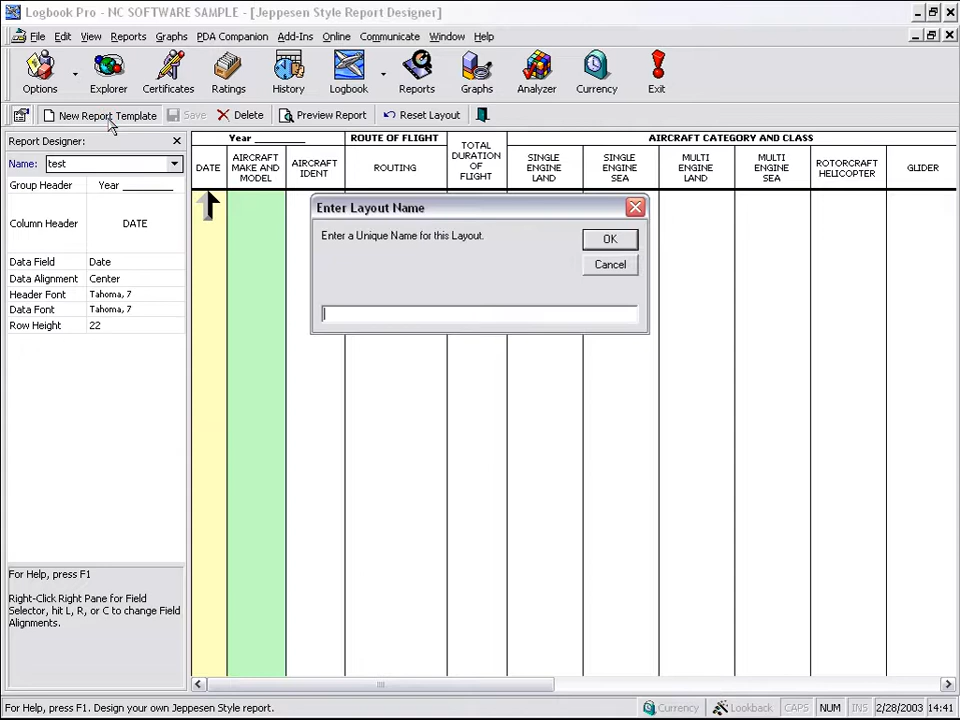 Logbook Pro - NC SOFTWARE SAMPLE - [Jeppesen Style Report Designer]
File Edit View Reports Graphs PDA Companion Add-Ins Online Communicate Window Help
Options Explorer Certificates Ratings History Logbook Reports Graphs Analyzer Currency Exit
New Report Template Save Delete Preview Report Reset Layout
Report Designer:
Name: test
Group Header Year ________
Column Header DATE
Data Field Date
Data Alignment Center
Header Font Tahoma, 7
Data Font Tahoma, 7
Row Height 22
For Help, press F1
Right-Click Right Pane for Field
Selector, hit L, R, or C to change Field
Alignments.
Year ________ ROUTE OF FLIGHT AIRCRAFT CATEGORY AND CLASS
DATE
AIRCRAFT
MAKE AND
MODEL
AIRCRAFT
IDENT
ROUTING
TOTAL
DURATION
OF
FLIGHT
SINGLE
ENGINE
LAND
SINGLE
ENGINE
SEA
MULTI
ENGINE
LAND
MULTI
ENGINE
SEA
ROTORCRAFT
HELICOPTER
GLIDER
Enter Layout Name
Enter a Unique Name for this Layout.
OK
Cancel
For Help, press F1. Design your own Jeppesen Style report. Currency Lookback CAPS NUM INS 2/28/2003 14:41